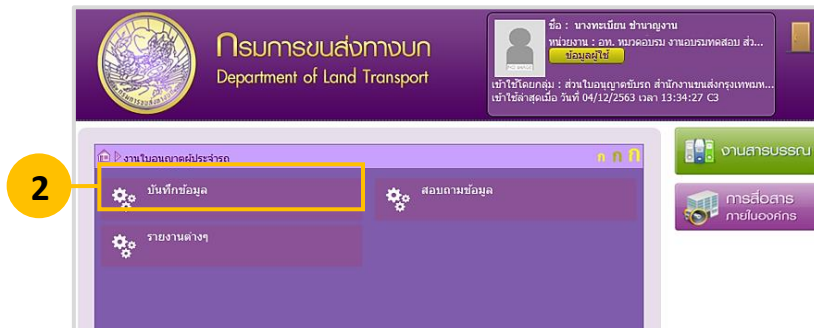 กรมการขนส่งทางบก
Department of Land Transport
ชื่อ : นางทะเบียน ชำนาญงาน
หน่วยงาน : อท. หมวดอบรม งานอบรมทดสอบ ส่ว...
ข้อมูลผู้ใช้
เข้าใช้โดยกลุ่ม : ส่วนใบอนุญาตขับรถ สำนักงานขนส่งกรุงเทพมห...
เข้าใช้ล่าสุดเมื่อ วันที่ 04/12/2563 เวลา 13:34:27 C3
งานใบอนุญาตผู้ประจำรถ
ก ก ก
2
บันทึกข้อมูล
สอบถามข้อมูล
รายงานต่างๆ
งานสารบรรณ
การสื่อสาร
ภายในองค์กร